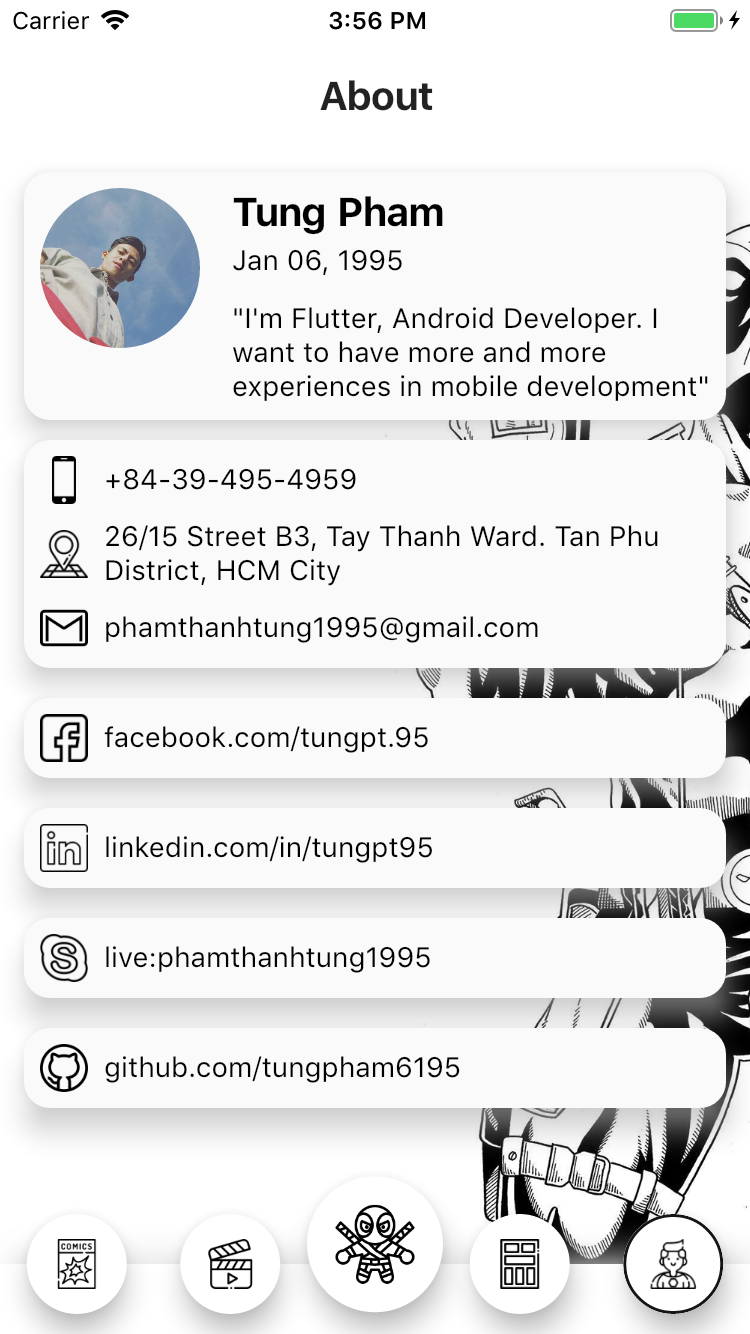 Carrier 3:56 PM
About
Tung Pham
Jan 06, 1995
"I'm Flutter, Android Developer. I
want to have more and more
experiences in mobile development"
+84-39-495-4959
26/15 Street B3, Tay Thanh Ward. Tan Phu
District, HCM City
phamthanhtung1995@gmail.com
facebook.com/tungpt.95
linkedin.com/in/tungpt95
live:phamthanhtung1995
github.com/tungpham6195
COMICS